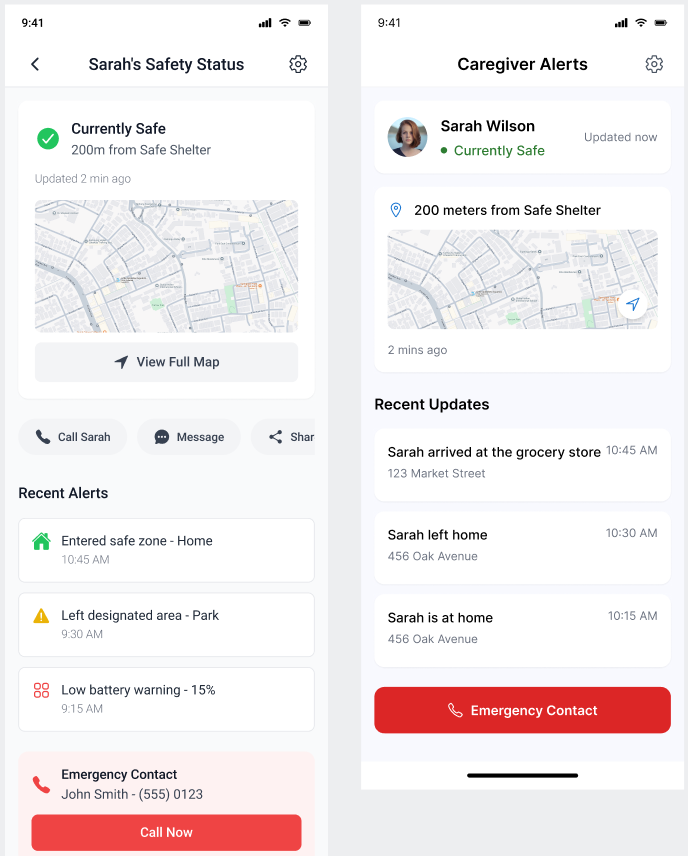 9:41
Sarah's Safety Status
Currently Safe
200m from Safe Shelter
Updated 2 min ago
View Full Map
Call Sarah
Message
Shar
Recent Alerts
Entered safe zone - Home
10:45 AM
Left designated area - Park
9:30 AM
Low battery warning - 15%
9:15 AM
Emergency Contact
John Smith - (555) 0123
Call Now
9:41
Caregiver Alerts
Sarah Wilson
Updated now
Currently Safe
200 meters from Safe Shelter
2 mins ago
Recent Updates
Sarah arrived at the grocery store 10:45 AM
123 Market Street
Sarah left home 10:30 AM
456 Oak Avenue
Sarah is at home 10:15 AM
456 Oak Avenue
Emergency Contact